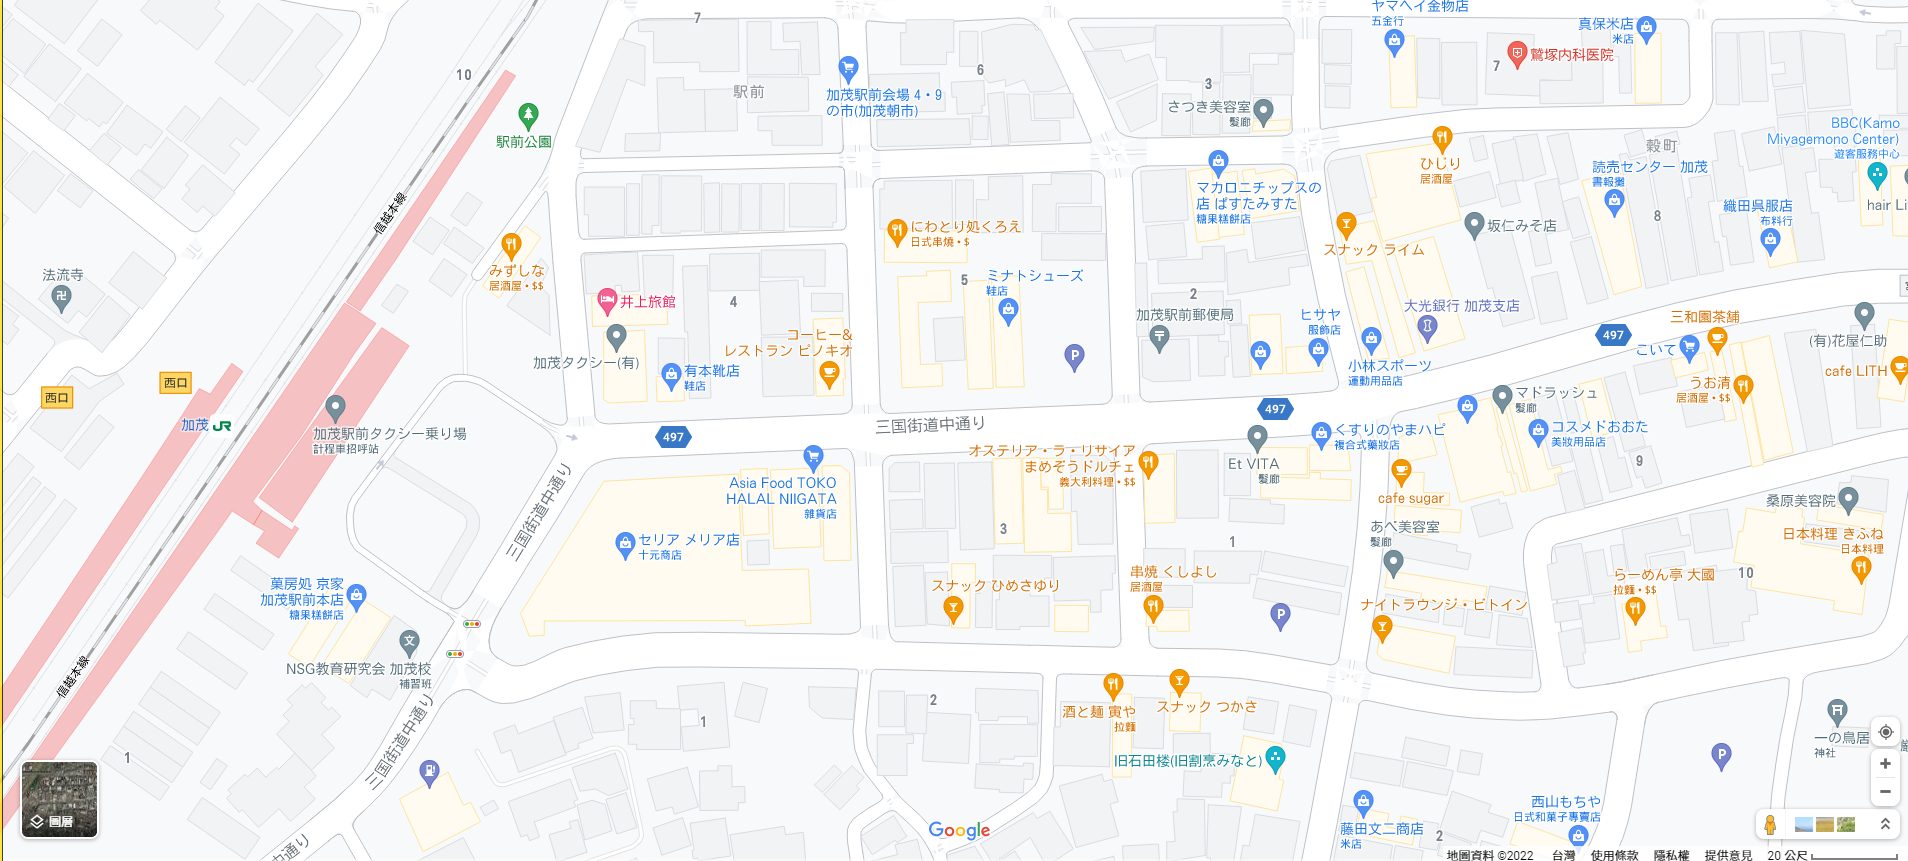 ヤマヘイ金物店
五金行
真保米店
米店
鷲塚内科医院
7
7
10
6
3
駅前
加茂駅前会場 4・9
の市(加茂朝市)
さつき美容室
髮廊
駅前公園
ひじり
居酒屋
穀町
BBC(Kamo
Miyagemono Center)
遊客服務中心
読売センター 加茂
書報攤
hair Li
マカロニチップスの
店 ぱすたみすた
糖果糕餅店
8
織田呉服店
布料行
信越本線
にわとり処くろえ
日式串燒・$
スナック ライム
坂仁みそ店
みずしな
居酒屋・$$
法流寺
井上旅館
4
5
ミナトシューズ
鞋店
2
加茂駅前郵便局
ヒサヤ
服飾店
大光銀行 加茂支店
497
三和園茶舗
こいて
(有)花屋仁助
コーヒー&
レストラン ピノキオ
加茂タクシー(有)
有本靴店
鞋店
P
小林スポーツ
運動用品店
うお清
居酒屋・$$
cafe LITH
西口
西口
加茂
JR
加茂駅前タクシー乗り場
計程車招呼站
497
三国街道中通り
497
マドラッシュ
髮廊
くすりのやまハピ
複合式藥妝店
コスメドおおた
美妝用品店
9
オステリア・ラ・リサイア
まめぞうドルチェ
義大利料理・$$
Et VITA
髮廊
cafe sugar
Asia Food TOKO
HALAL NIIGATA
雜貨店
三国街道中通り
セリア メリア店
十元商店
3
1
あべ美容室
髮廊
桑原美容院
日本料理 きふね
日本料理
菓房処 京家
加茂駅前本店
糖果糕餅店
スナック ひめさゆり
串焼 くしよし
居酒屋
P
らーめん亭 大國
拉麵・$$
10
ナイトラウンジ・ビトイン
文
NSG教育研究会 加茂校
補習班
信越本線
三国街道中通り
1
1
2
酒と麺 寅や
拉麵
スナック つかさ
旧石田楼(旧割烹みなと)
一の鳥居
神社
P
西山もちや
日式和菓子專賣店
藤田文二商店
米店
2
圖層
Google
地圖資料 ©2022
台灣
使用條款
隱私權
提供意見
20 公尺